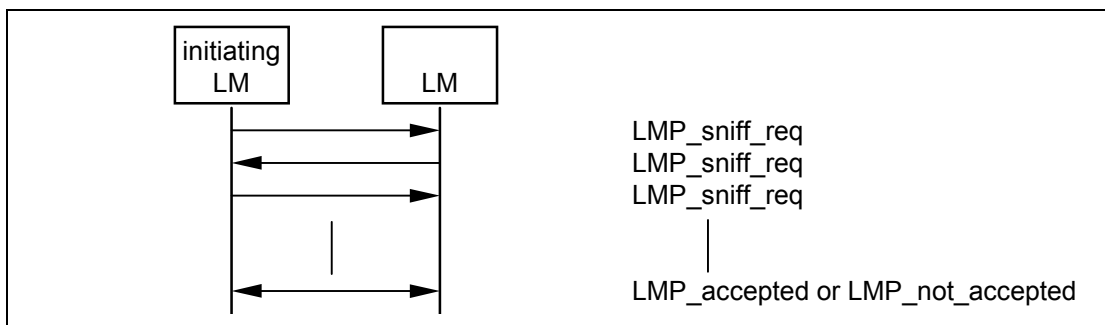 initiating
LM
LM
LMP_sniff_req
LMP_sniff_req
LMP_sniff_req
LMP_accepted or LMP_not_accepted